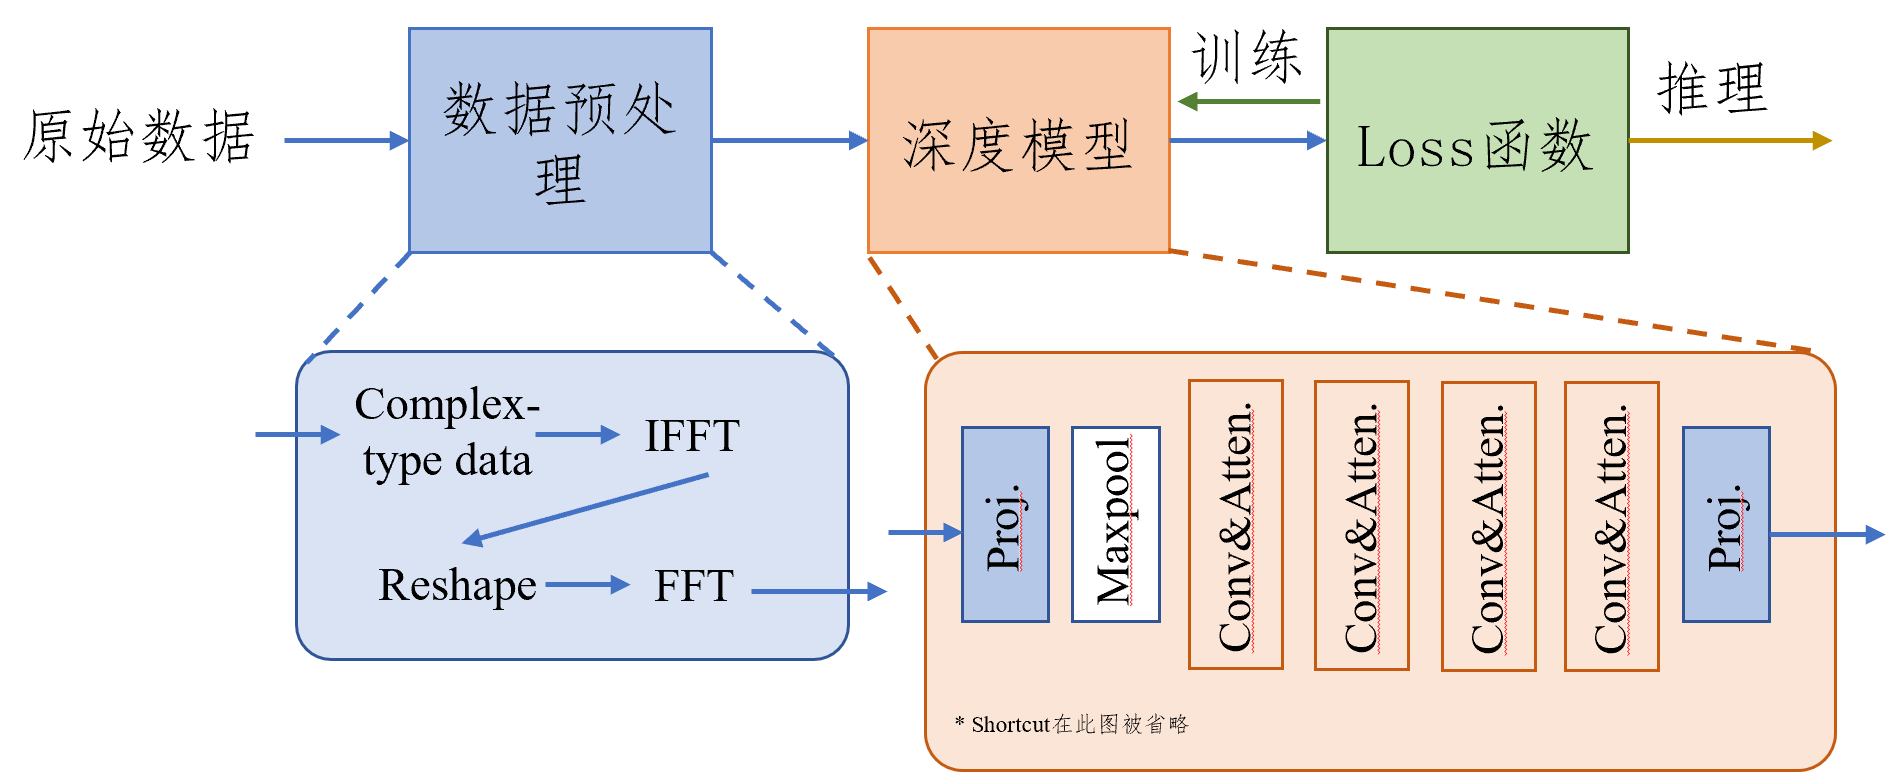 原始数据
数据预处
理
深度模型
训练
Loss函数
推理
Complex-
type data
IFFT
Reshape
FFT
Proj.
Maxpool
Conv&Atten.
Conv&Atten.
Conv&Atten.
Conv&Atten.
Proj.
* Shortcut在此图被省略